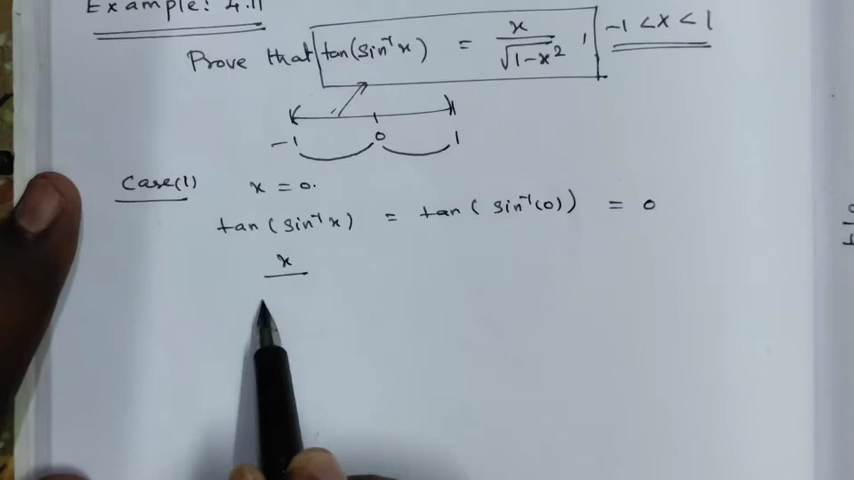 Example: 4.11
Prove that tan(sin⁻¹x) = x/√(1-x²), -1 < x < 1
-1 0 1
Case(1) x = 0.
tan(sin⁻¹x) = tan(sin⁻¹(0)) = 0
x